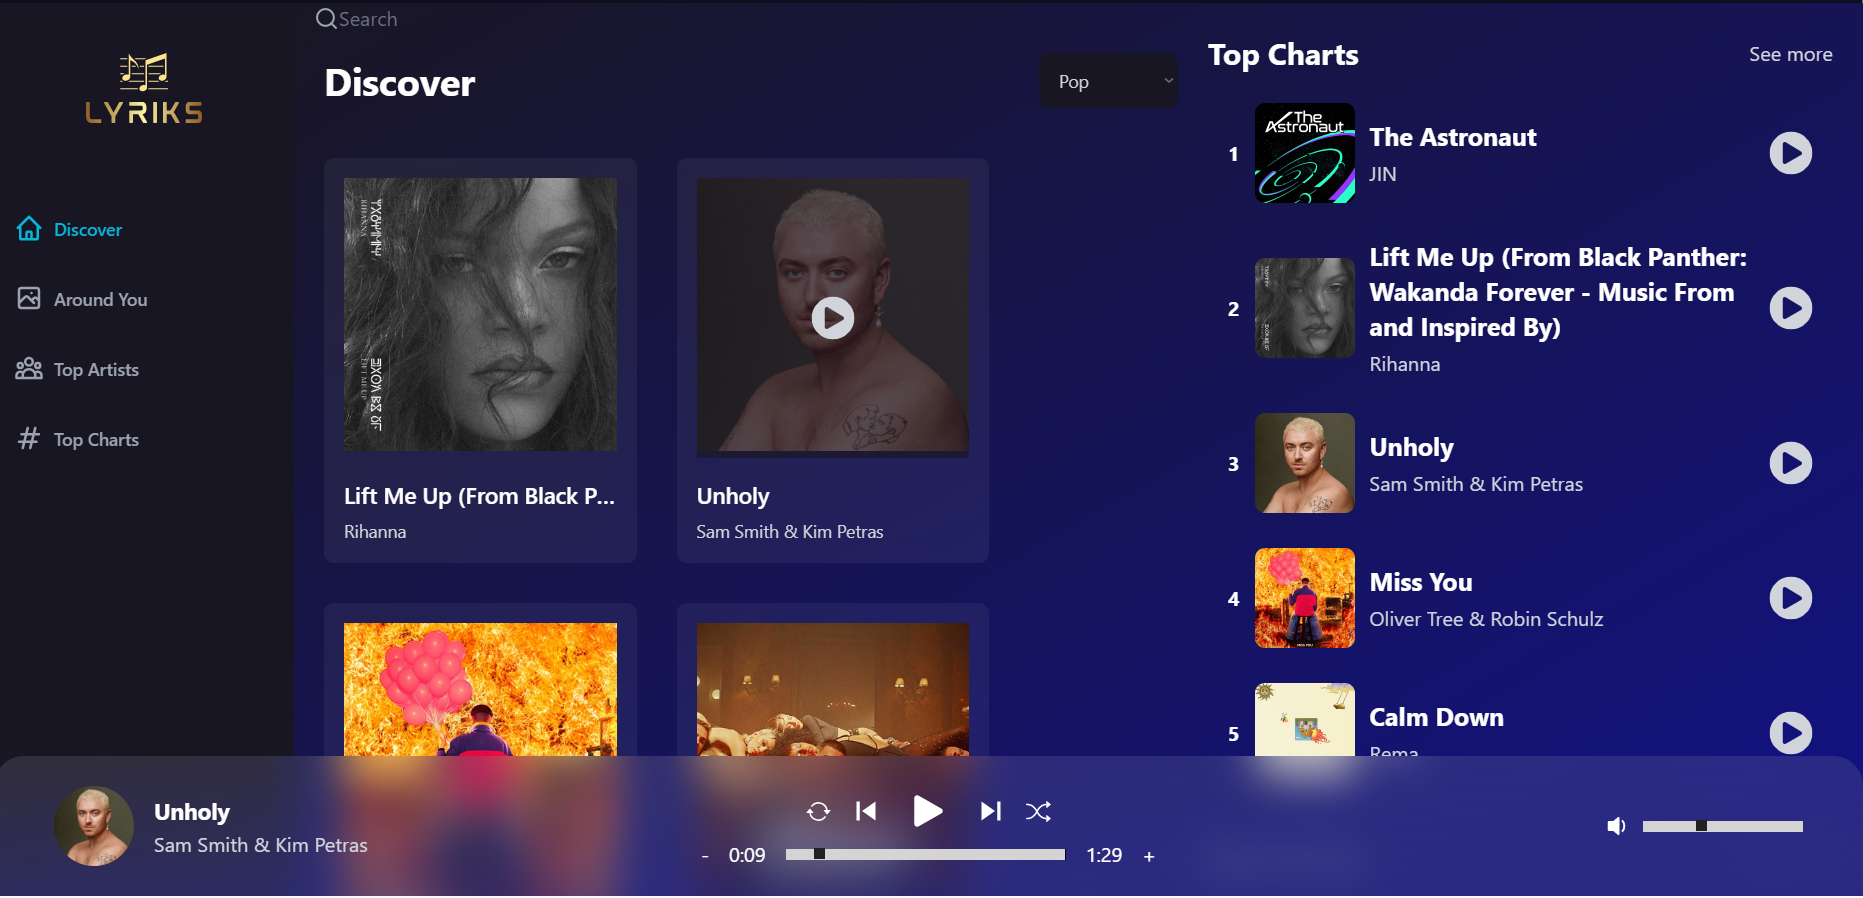 Search
LYRIKS
Discover
Around You
Top Artists
Top Charts
Discover
Pop
Lift Me Up (From Black P...
Rihanna
Unholy
Sam Smith & Kim Petras
Top Charts
See more
1
The Astronaut
The Astronaut
JIN
2
Lift Me Up (From Black Panther:
Wakanda Forever - Music From
and Inspired By)
Rihanna
3
Unholy
Sam Smith & Kim Petras
4
MISS YOU
Miss You
Oliver Tree & Robin Schulz
5
Calm Down
Rema
Unholy
Sam Smith & Kim Petras
- 0:09
1:29 +